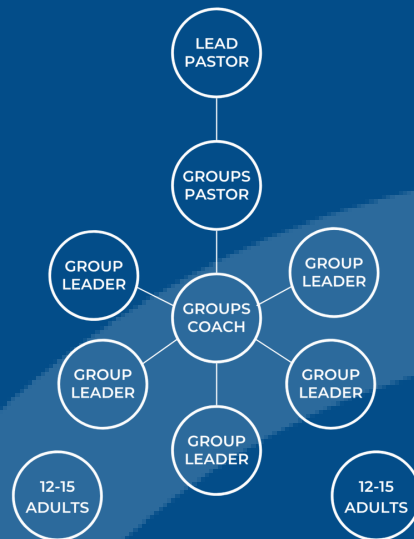 LEAD
PASTOR
GROUPS
PASTOR
GROUP
LEADER
GROUP
LEADER
GROUPS
COACH
GROUP
LEADER
GROUP
LEADER
GROUP
LEADER
12-15
ADULTS
12-15
ADULTS